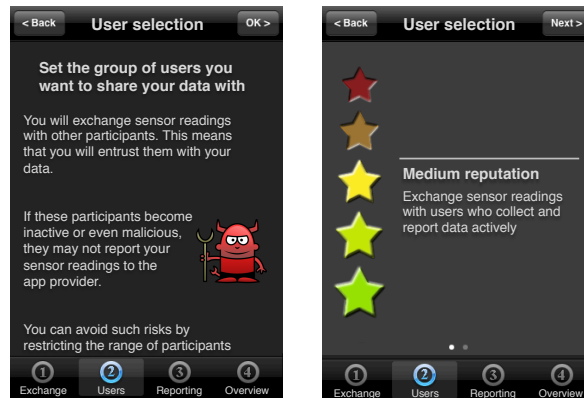 < Back User selection OK >
Set the group of users you
want to share your data with
You will exchange sensor readings
with other participants. This means
that you will entrust them with your
data.
If these participants become
inactive or even malicious,
they may not report your
sensor readings to the
app provider.
You can avoid such risks by
restricting the range of participants
1 2 3 4
Exchange Users Reporting Overview
< Back User selection Next >
Medium reputation
Exchange sensor readings
with users who collect and
report data actively
1 2 3 4
Exchange Users Reporting Overview